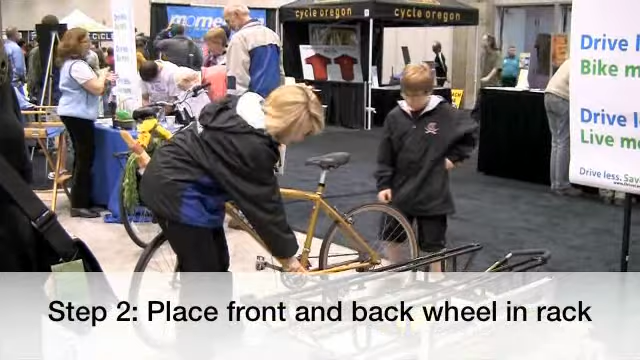 cycle oregon
cycle oregon
Drive l
Bike m
Drive l
Live m
Drive less. Sav
Step 2: Place front and back wheel in rack